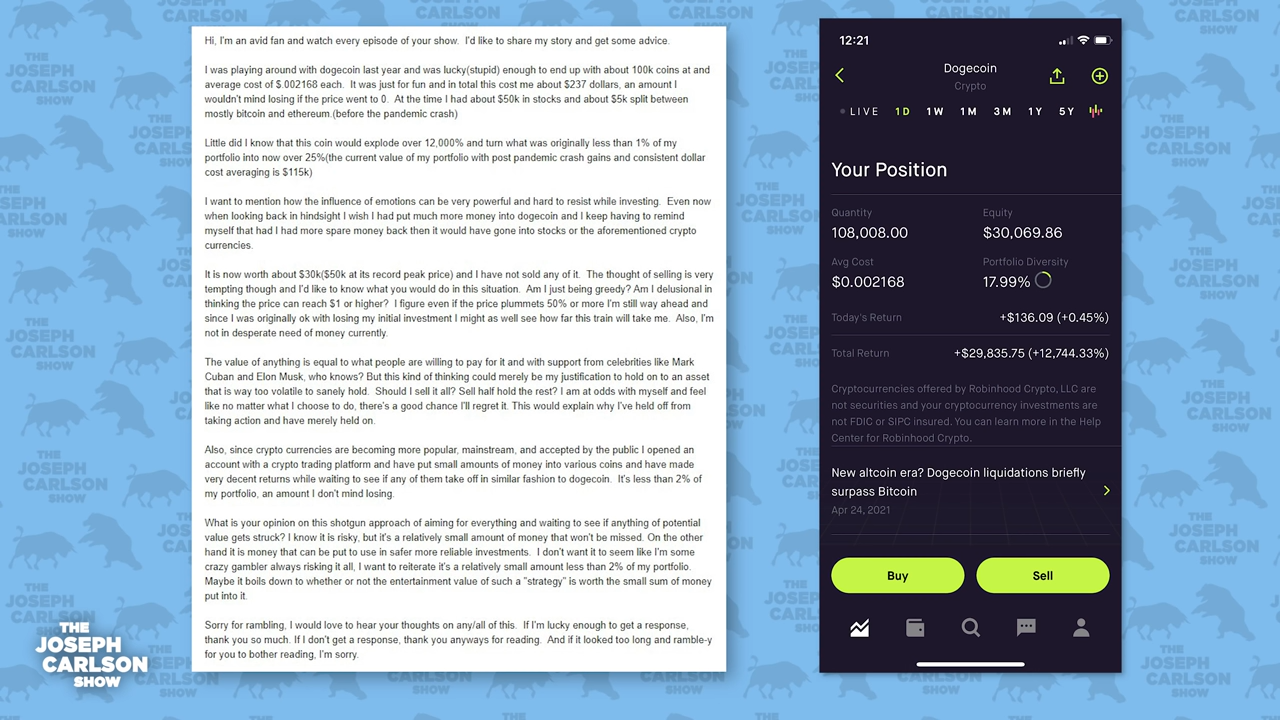 Hi, I'm an avid fan and watch every episode of your show.  I'd like to share my story and get some advice.
I was playing around with dogecoin last year and was lucky(stupid) enough to end up with about 100k coins at and
average cost of $.002168 each.  It was just for fun and in total this cost me about $237 dollars, an amount I
wouldn't mind losing if the price went to 0.  At the time I had about $50k in stocks and about $5k split between
mostly bitcoin and ethereum.(before the pandemic crash)
Little did I know that this coin would explode over 12,000% and turn what was originally less than 1% of my
portfolio into now over 25%(the current value of my portfolio with post pandemic crash gains and consistent dollar
cost averaging is $115k)
I want to mention how the influence of emotions can be very powerful and hard to resist while investing.  Even now
when looking back in hindsight I wish I had put much more money into dogecoin and I keep having to remind
myself that had I had more spare money back then it would have gone into stocks or the aforementioned crypto
currencies.
It is now worth about $30k($50k at its record peak price) and I have not sold any of it.  The thought of selling is very
tempting though and I'd like to know what you would do in this situation.  Am I just being greedy? Am I delusional in
thinking the price can reach $1 or higher?  I figure even if the price plummets 50% or more I'm still way ahead and
since I was originally ok with losing my initial investment I might as well see how far this train will take me.  Also, I'm
not in desperate need of money currently.
The value of anything is equal to what people are willing to pay for it and with support from celebrities like Mark
Cuban and Elon Musk, who knows? But this kind of thinking could merely be my justification to hold on to an asset
that is way too volatile to sanely hold.  Should I sell it all? Sell half hold the rest? I am at odds with myself and feel
like no matter what I choose to do, there's a good chance I'll regret it. This would explain why I've held off from
taking action and have merely held on.
Also, since crypto currencies are becoming more popular, mainstream, and accepted by the public I opened an
account with a crypto trading platform and have put small amounts of money into various coins and have made
very decent returns while waiting to see if any of them take off in similar fashion to dogecoin.  It's less than 2% of
my portfolio, an amount I don't mind losing.
What is your opinion on this shotgun approach of aiming for everything and waiting to see if anything of potential
value gets struck? I know it is risky, but it's a relatively small amount of money that won't be missed.  On the other
hand it is money that can be put to use in safer more reliable investments.  I don't want it to seem like I'm some
crazy gambler always risking it all, I want to reiterate it's a relatively small amount less than 2% of my portfolio.
Maybe it boils down to whether or not the entertainment value of such a "strategy" is worth the small sum of money
put into it.
Sorry for rambling, I would love to hear your thoughts on any/all of this.  If I'm lucky enough to get a response,
thank you so much. If I don't get a response, thank you anyways for reading.  And if it looked too long and ramble-y
for you to bother reading, I'm sorry.
12:21
Dogecoin
Crypto
LIVE 1D 1W 1M 3M 1Y 5Y
Your Position
Quantity Equity
108,008.00 $30,069.86
Avg Cost Portfolio Diversity
$0.002168 17.99%
Today's Return +$136.09 (+0.45%)
Total Return +$29,835.75 (+12,744.33%)
Cryptocurrencies offered by Robinhood Crypto, LLC are
not securities and your cryptocurrency investments are
not FDIC or SIPC insured. You can learn more in the Help
Center for Robinhood Crypto.
New altcoin era? Dogecoin liquidations briefly
surpass Bitcoin
Apr 24, 2021
Buy Sell
THE
JOSEPH
CARLSON
SHOW